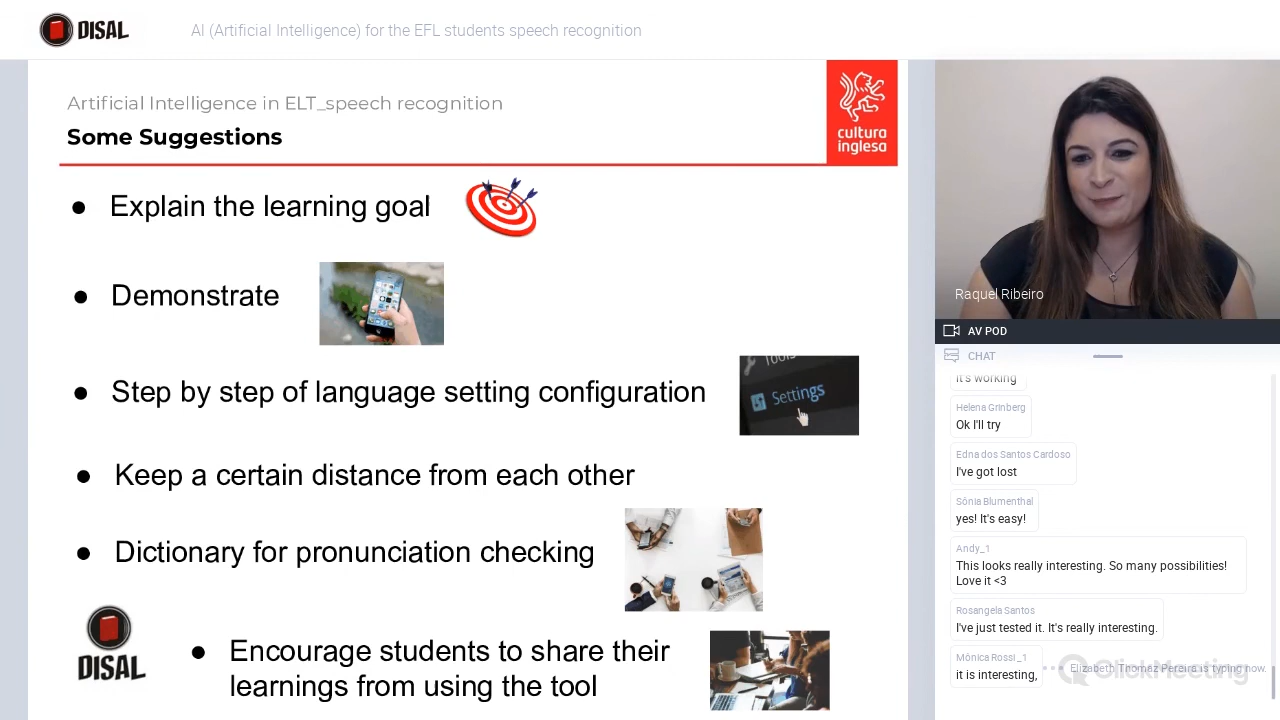 DISAL
AI (Artificial Intelligence) for the EFL students speech recognition
Artificial Intelligence in ELT_speech recognition
Some Suggestions
cultura
inglesa
● Explain the learning goal
● Demonstrate
● Step by step of language setting configuration
Tools
Settings
● Keep a certain distance from each other
● Dictionary for pronunciation checking
DISAL
● Encourage students to share their
learnings from using the tool
Raquel Ribeiro
AV POD
CHAT
it's working
Helena Grinberg
Ok I'll try
Edna dos Santos Cardoso
I've got lost
Sônia Blumenthal
yes! It's easy!
Andy_1
This looks really interesting. So many possibilities!
Love it <3
Rosangela Santos
I've just tested it. It's really interesting.
Mônica Rossi_1
it is interesting,
Elizabeth Thomaz Pereira is typing now.
ClickMeeting